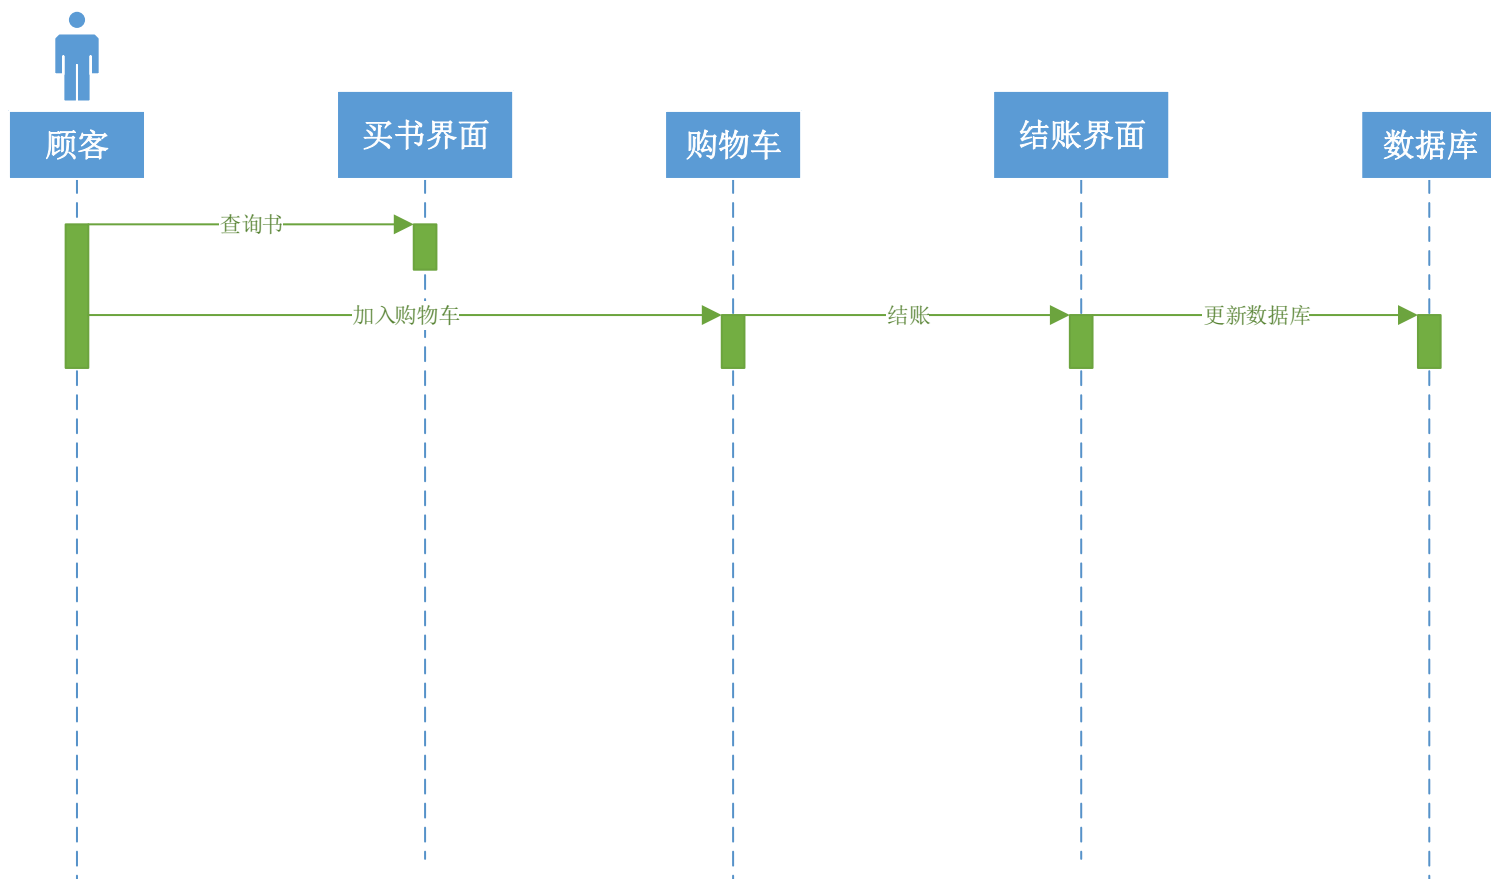 顾客
买书界面
购物车
结账界面
数据库
查询书
加入购物车
结账
更新数据库